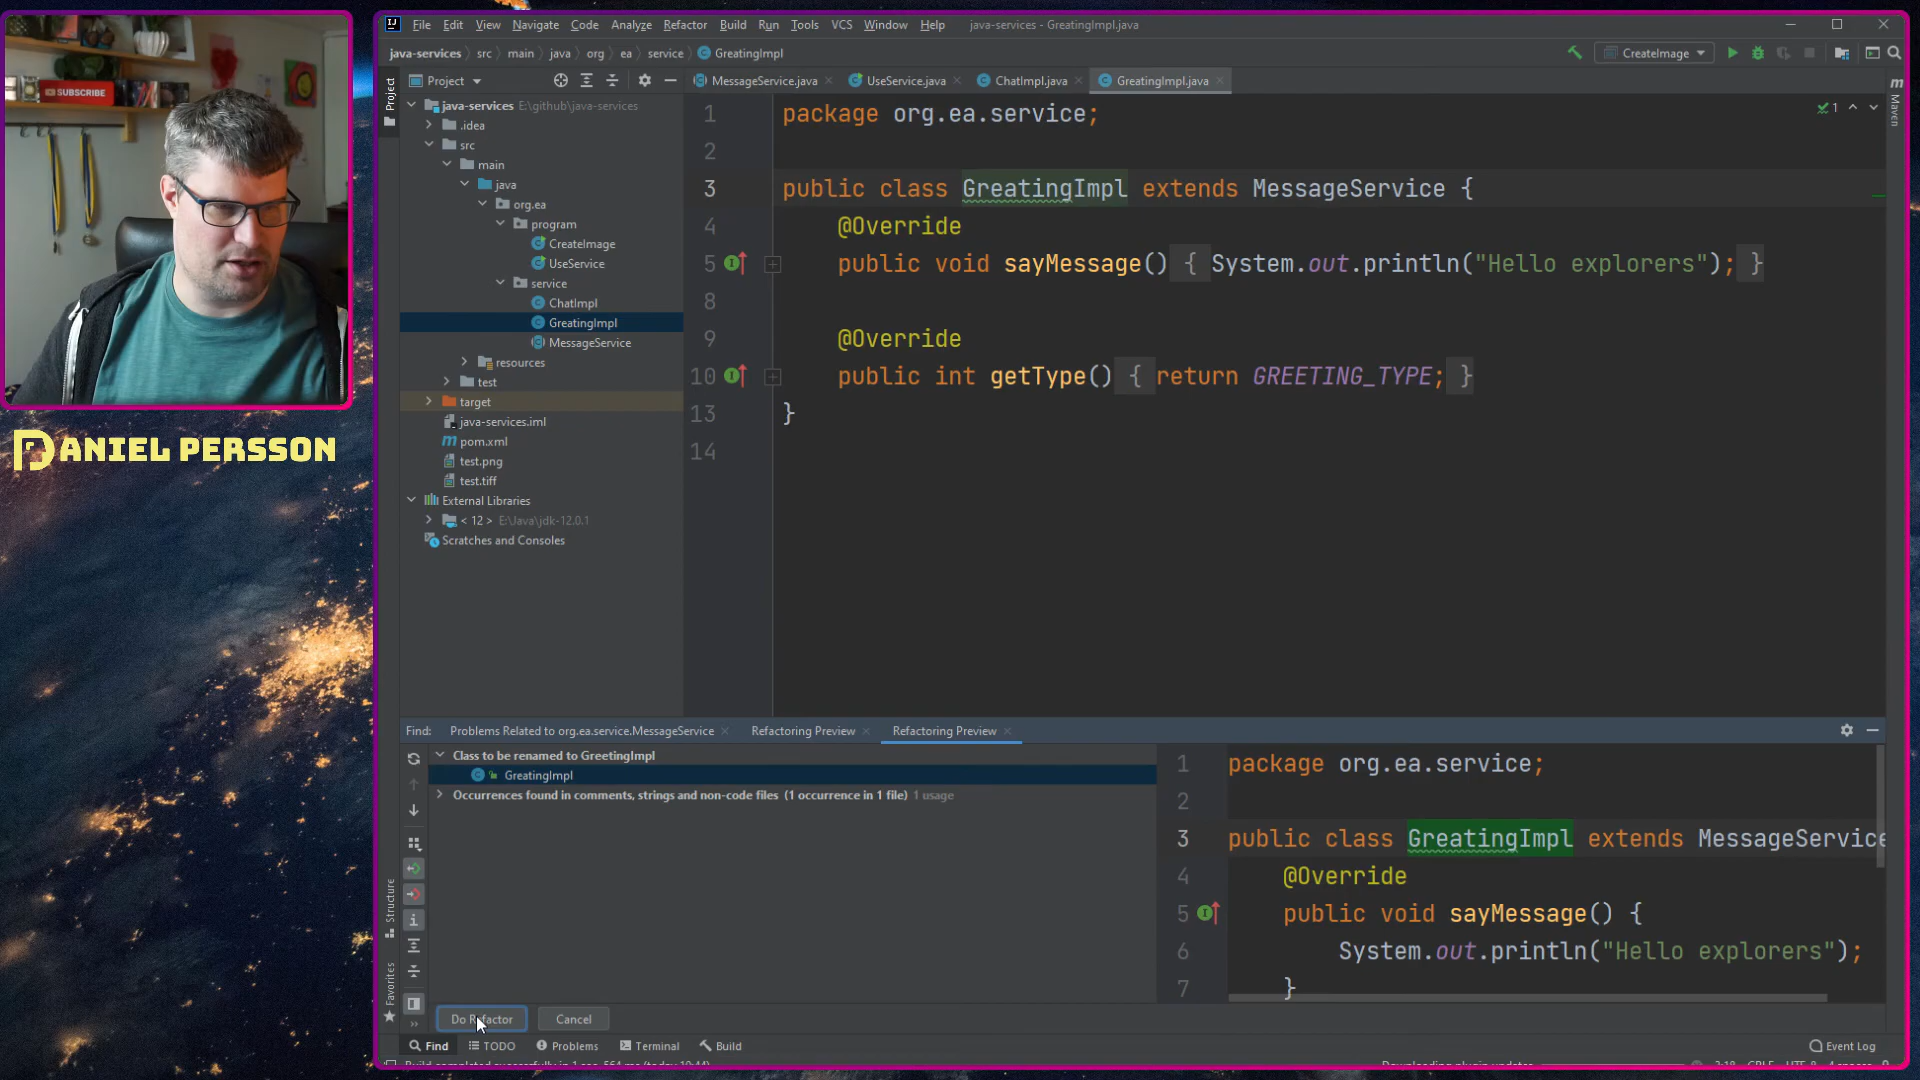 SUBSCRIBE
DANIEL PERSSON
IJ File Edit View Navigate Code Analyze Refactor Build Run Tools VCS Window Help java-services - GreatingImpl.java
java-services src main java org ea service GreatingImpl CreateImage
Project MessageService.java UseService.java ChatImpl.java GreatingImpl.java
Project
Structure
Favorites
Maven
java-services E:\github\java-services
.idea
src
main
java
org.ea
program
CreateImage
UseService
service
ChatImpl
GreatingImpl
MessageService
resources
test
target
java-services.iml
pom.xml
test.png
test.tiff
External Libraries
< 12 > E:\Java\jdk-12.0.1
Scratches and Consoles
1
1 package org.ea.service;
2
3 public class GreatingImpl extends MessageService {
4 @Override
5 public void sayMessage() { System.out.println("Hello explorers"); }
8
9 @Override
10 public int getType() { return GREETING_TYPE; }
13 }
14
Find: Problems Related to org.ea.service.MessageService Refactoring Preview Refactoring Preview
Class to be renamed to GreetingImpl
GreatingImpl
Occurrences found in comments, strings and non-code files (1 occurrence in 1 file) 1 usage
1 package org.ea.service;
2
3 public class GreatingImpl extends MessageService
4 @Override
5 public void sayMessage() {
6 System.out.println("Hello explorers");
7 }
Do Refactor Cancel
Find TODO Problems Terminal Build Event Log